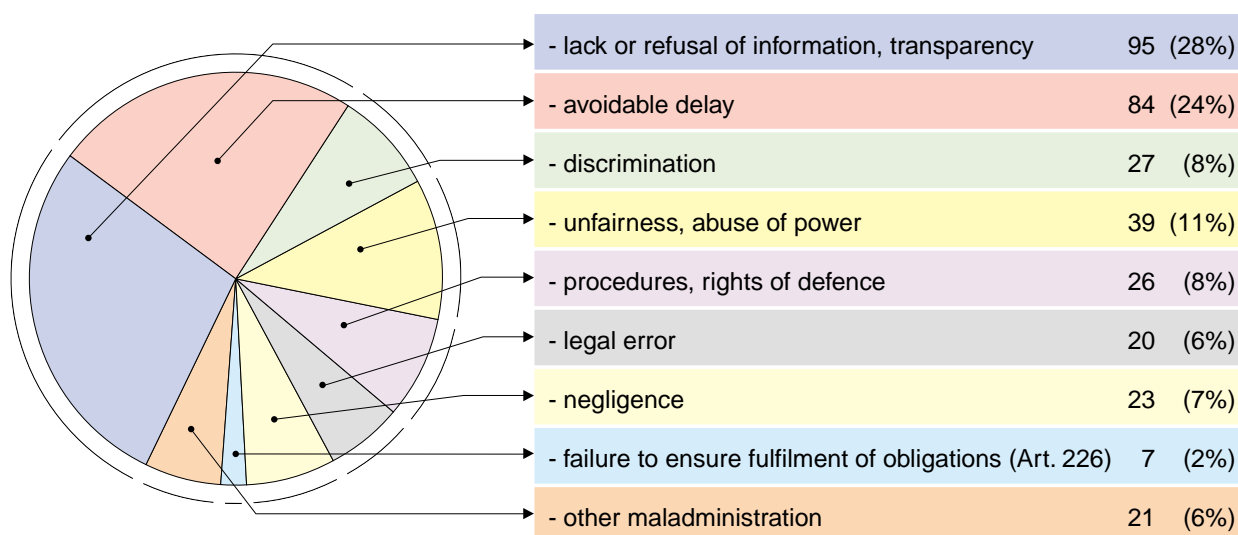 - lack or refusal of information, transparency 95 (28%)
- avoidable delay 84 (24%)
- discrimination 27 (8%)
- unfairness, abuse of power 39 (11%)
- procedures, rights of defence 26 (8%)
- legal error 20 (6%)
- negligence 23 (7%)
- failure to ensure fulfilment of obligations (Art. 226) 7 (2%)
- other maladministration 21 (6%)